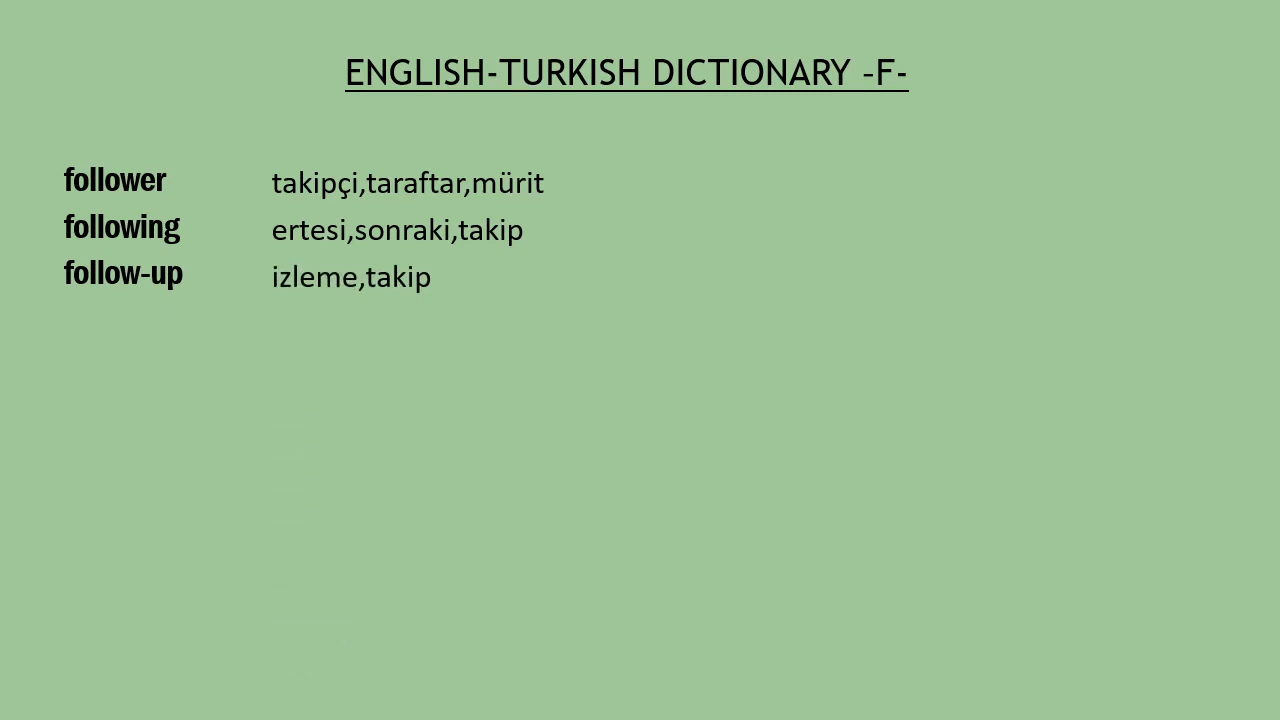 ENGLISH-TURKISH DICTIONARY –F-
follower takipçi,taraftar,mürit
following ertesi,sonraki,takip
follow-up izleme,takip